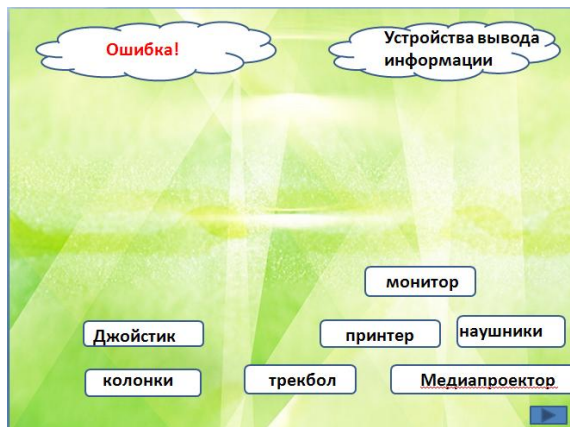 Ошибка!
Устройства вывода
информации
монитор
Джойстик
принтер
наушники
колонки
трекбол
Медиапроектор